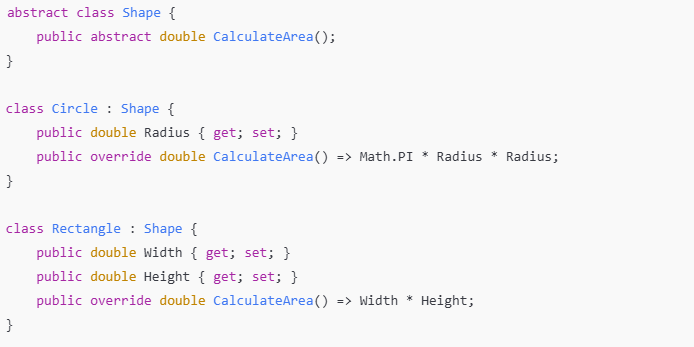 abstract class Shape {
    public abstract double CalculateArea();
}

class Circle : Shape {
    public double Radius { get; set; }
    public override double CalculateArea() => Math.PI * Radius * Radius;
}

class Rectangle : Shape {
    public double Width { get; set; }
    public double Height { get; set; }
    public override double CalculateArea() => Width * Height;
}